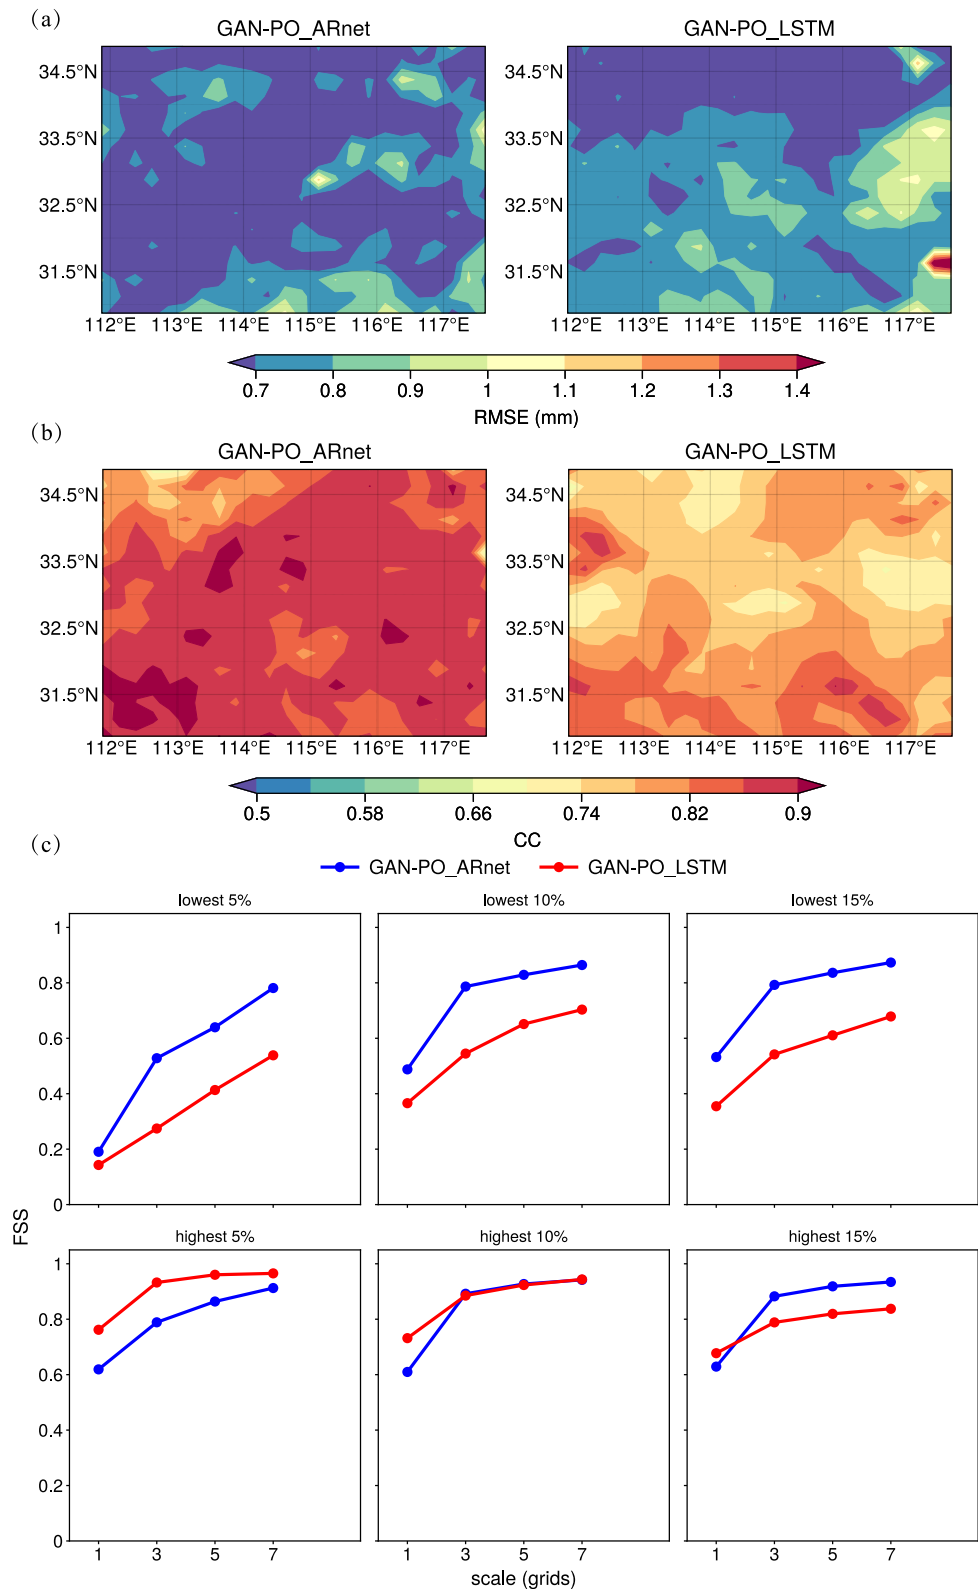 (a)
GAN-PO_ARnet GAN-PO_LSTM
34.5°N 34.5°N
33.5°N 33.5°N
32.5°N 32.5°N
31.5°N 31.5°N
112°E 113°E 114°E 115°E 116°E 117°E 112°E 113°E 114°E 115°E 116°E 117°E
0.7 0.8 0.9 1 1.1 1.2 1.3 1.4
RMSE (mm)
(b)
GAN-PO_ARnet GAN-PO_LSTM
34.5°N 34.5°N
33.5°N 33.5°N
32.5°N 32.5°N
31.5°N 31.5°N
112°E 113°E 114°E 115°E 116°E 117°E 112°E 113°E 114°E 115°E 116°E 117°E
0.5 0.58 0.66 0.74 0.82 0.9
CC
(c)
GAN-PO_ARnet GAN-PO_LSTM
lowest 5% lowest 10% lowest 15%
1
0.8
0.6
0.4
0.2
0
FSS
highest 5% highest 10% highest 15%
1
0.8
0.6
0.4
0.2
0
1 3 5 7 1 3 5 7 1 3 5 7
scale (grids)